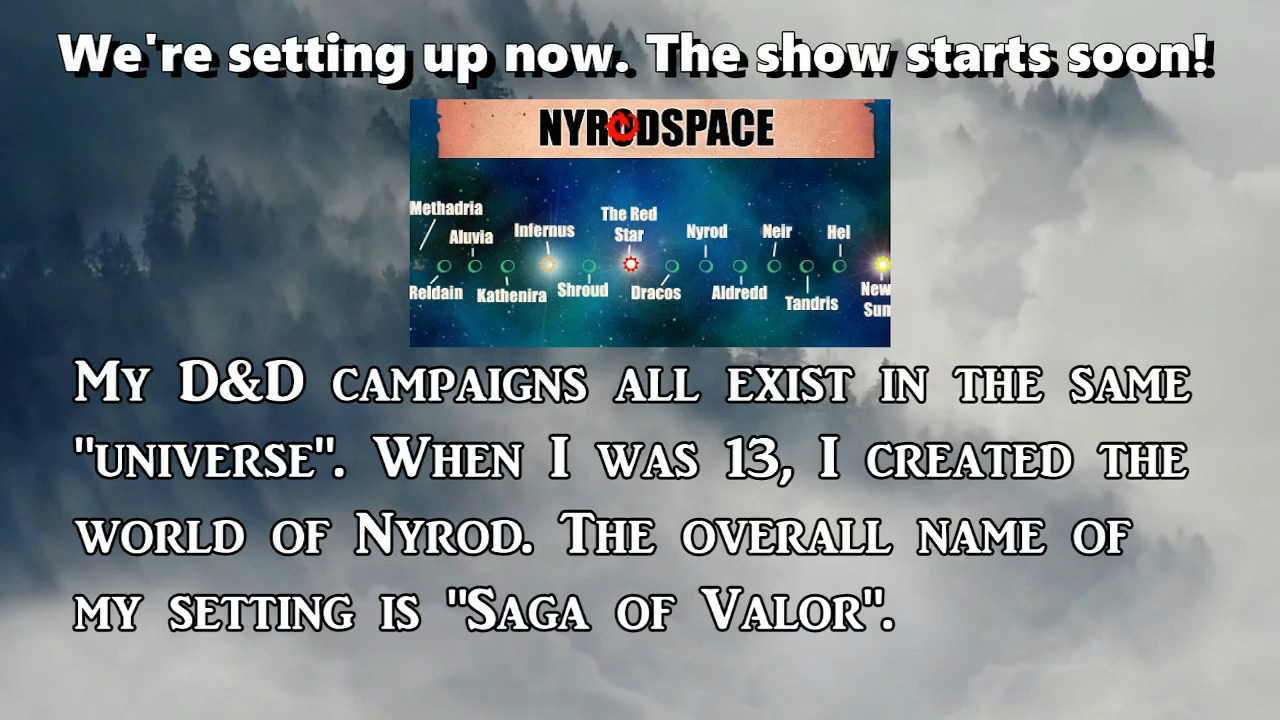 We're setting up now. The show starts soon!
NYRODSPACE
Methadria
Aluvia
Infernus
The Red
Star
Nyrod
Neir
Hel
Reldain
Kathenira
Shroud
Dracos
Aldredd
Tandris
New
Sun
My D&D campaigns all exist in the same
"universe". When I was 13, I created the
world of Nyrod. The overall name of
my setting is "Saga of Valor".